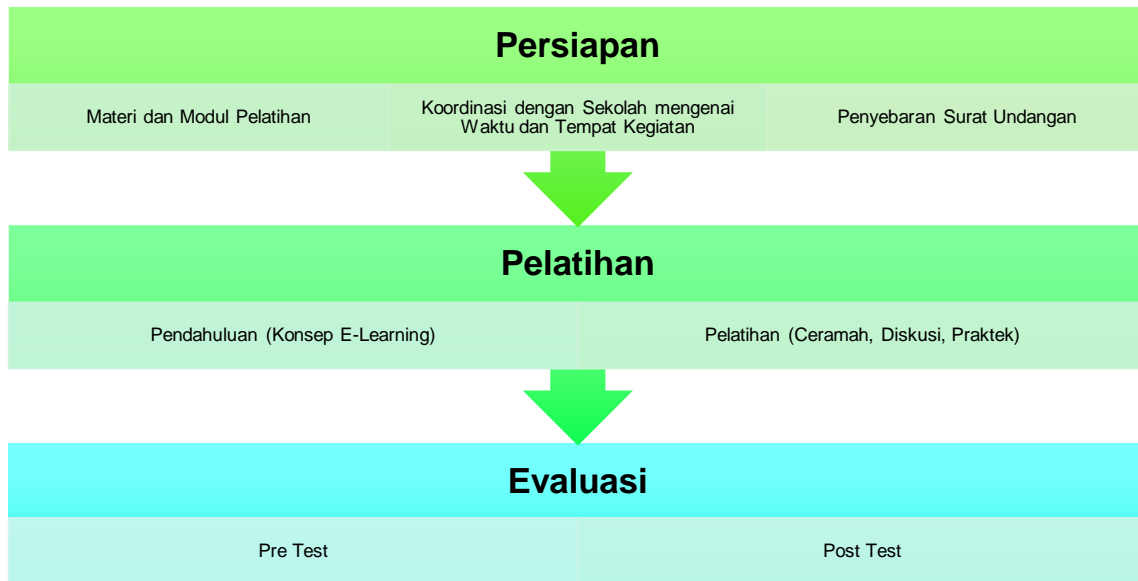 Persiapan
Materi dan Modul Pelatihan
Koordinasi dengan Sekolah mengenai
Waktu dan Tempat Kegiatan
Penyebaran Surat Undangan
Pelatihan
Pendahuluan (Konsep E-Learning)
Pelatihan (Ceramah, Diskusi, Praktek)
Evaluasi
Pre Test
Post Test